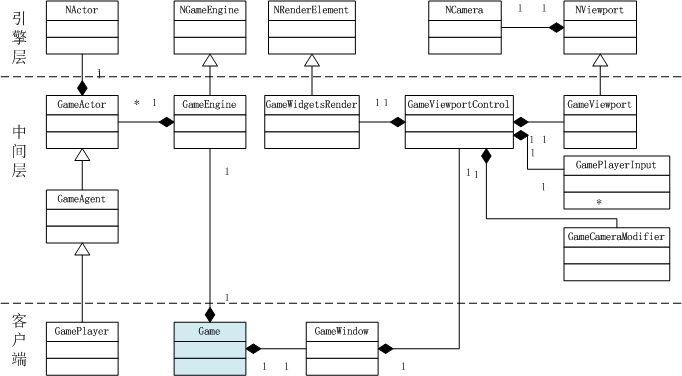 引擎层
NActor
NGameEngine
NRenderElement
NCamera
1 1
NViewport
1
中间层
GameActor
* 1
GameEngine
GameWidgetsRender
1 1
GameViewportControl
GameViewport
1 1
1
GamePlayerInput
1
1
1 1
*
GameAgent
GameCameraModifier
1
客户端
GamePlayer
Game
1 1
GameWindow
1